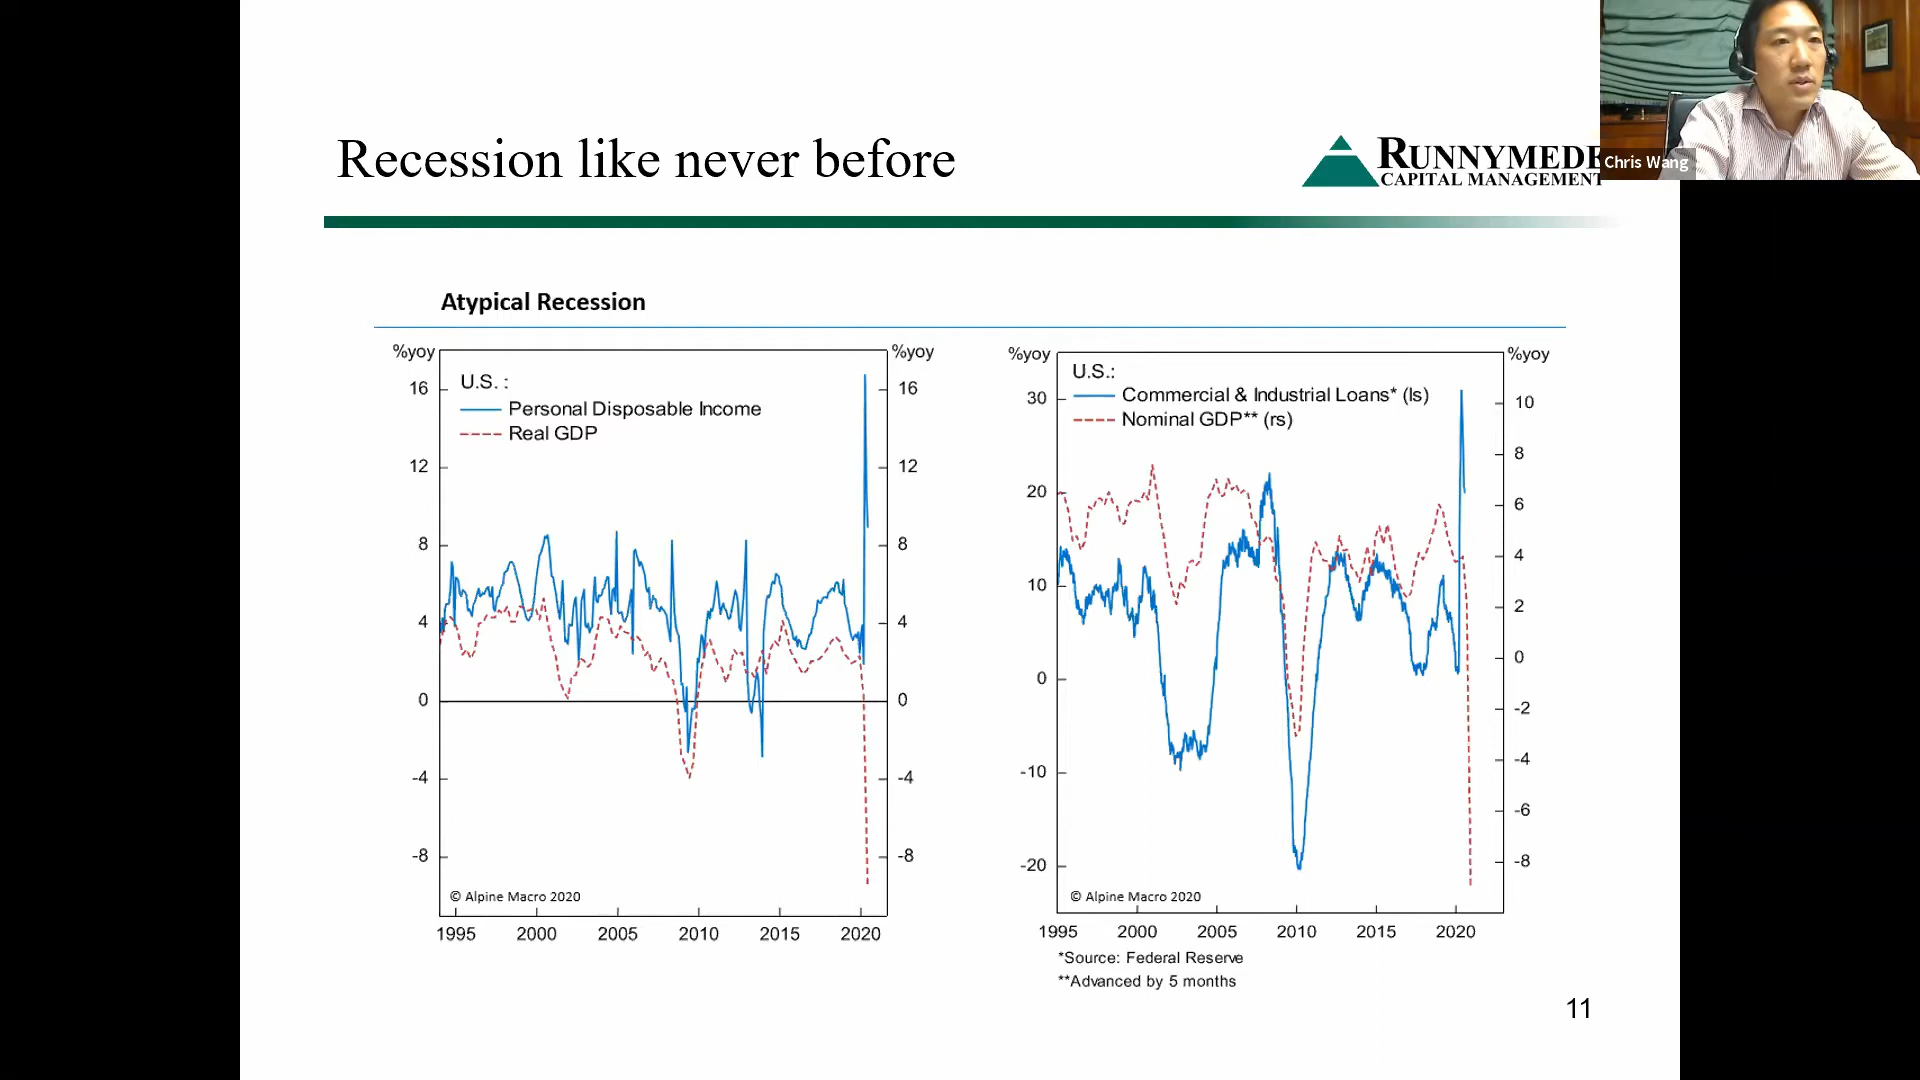 Recession like never before
RUNNYMEDE
CAPITAL MANAGEMENT
Chris Wang
Atypical Recession
%yoy
%yoy
U.S. :
Personal Disposable Income
Real GDP
16
12
8
4
0
-4
-8
16
12
8
4
0
-4
-8
© Alpine Macro 2020
1995 2000 2005 2010 2015 2020
%yoy
%yoy
U.S.:
Commercial & Industrial Loans* (ls)
Nominal GDP** (rs)
30
20
10
0
-10
-20
10
8
6
4
2
0
-2
-4
-6
-8
© Alpine Macro 2020
1995 2000 2005 2010 2015 2020
*Source: Federal Reserve
**Advanced by 5 months
11